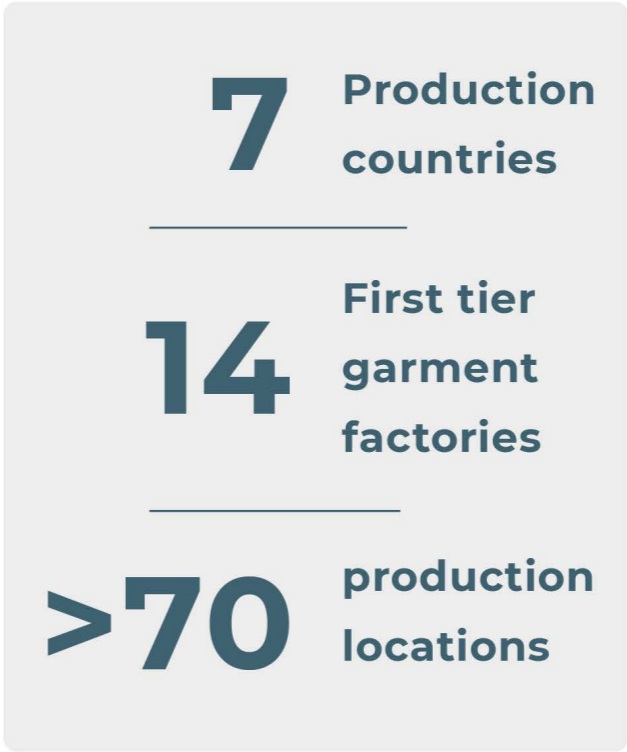 7 Production
countries
14 First tier
garment
factories
>70 production
locations